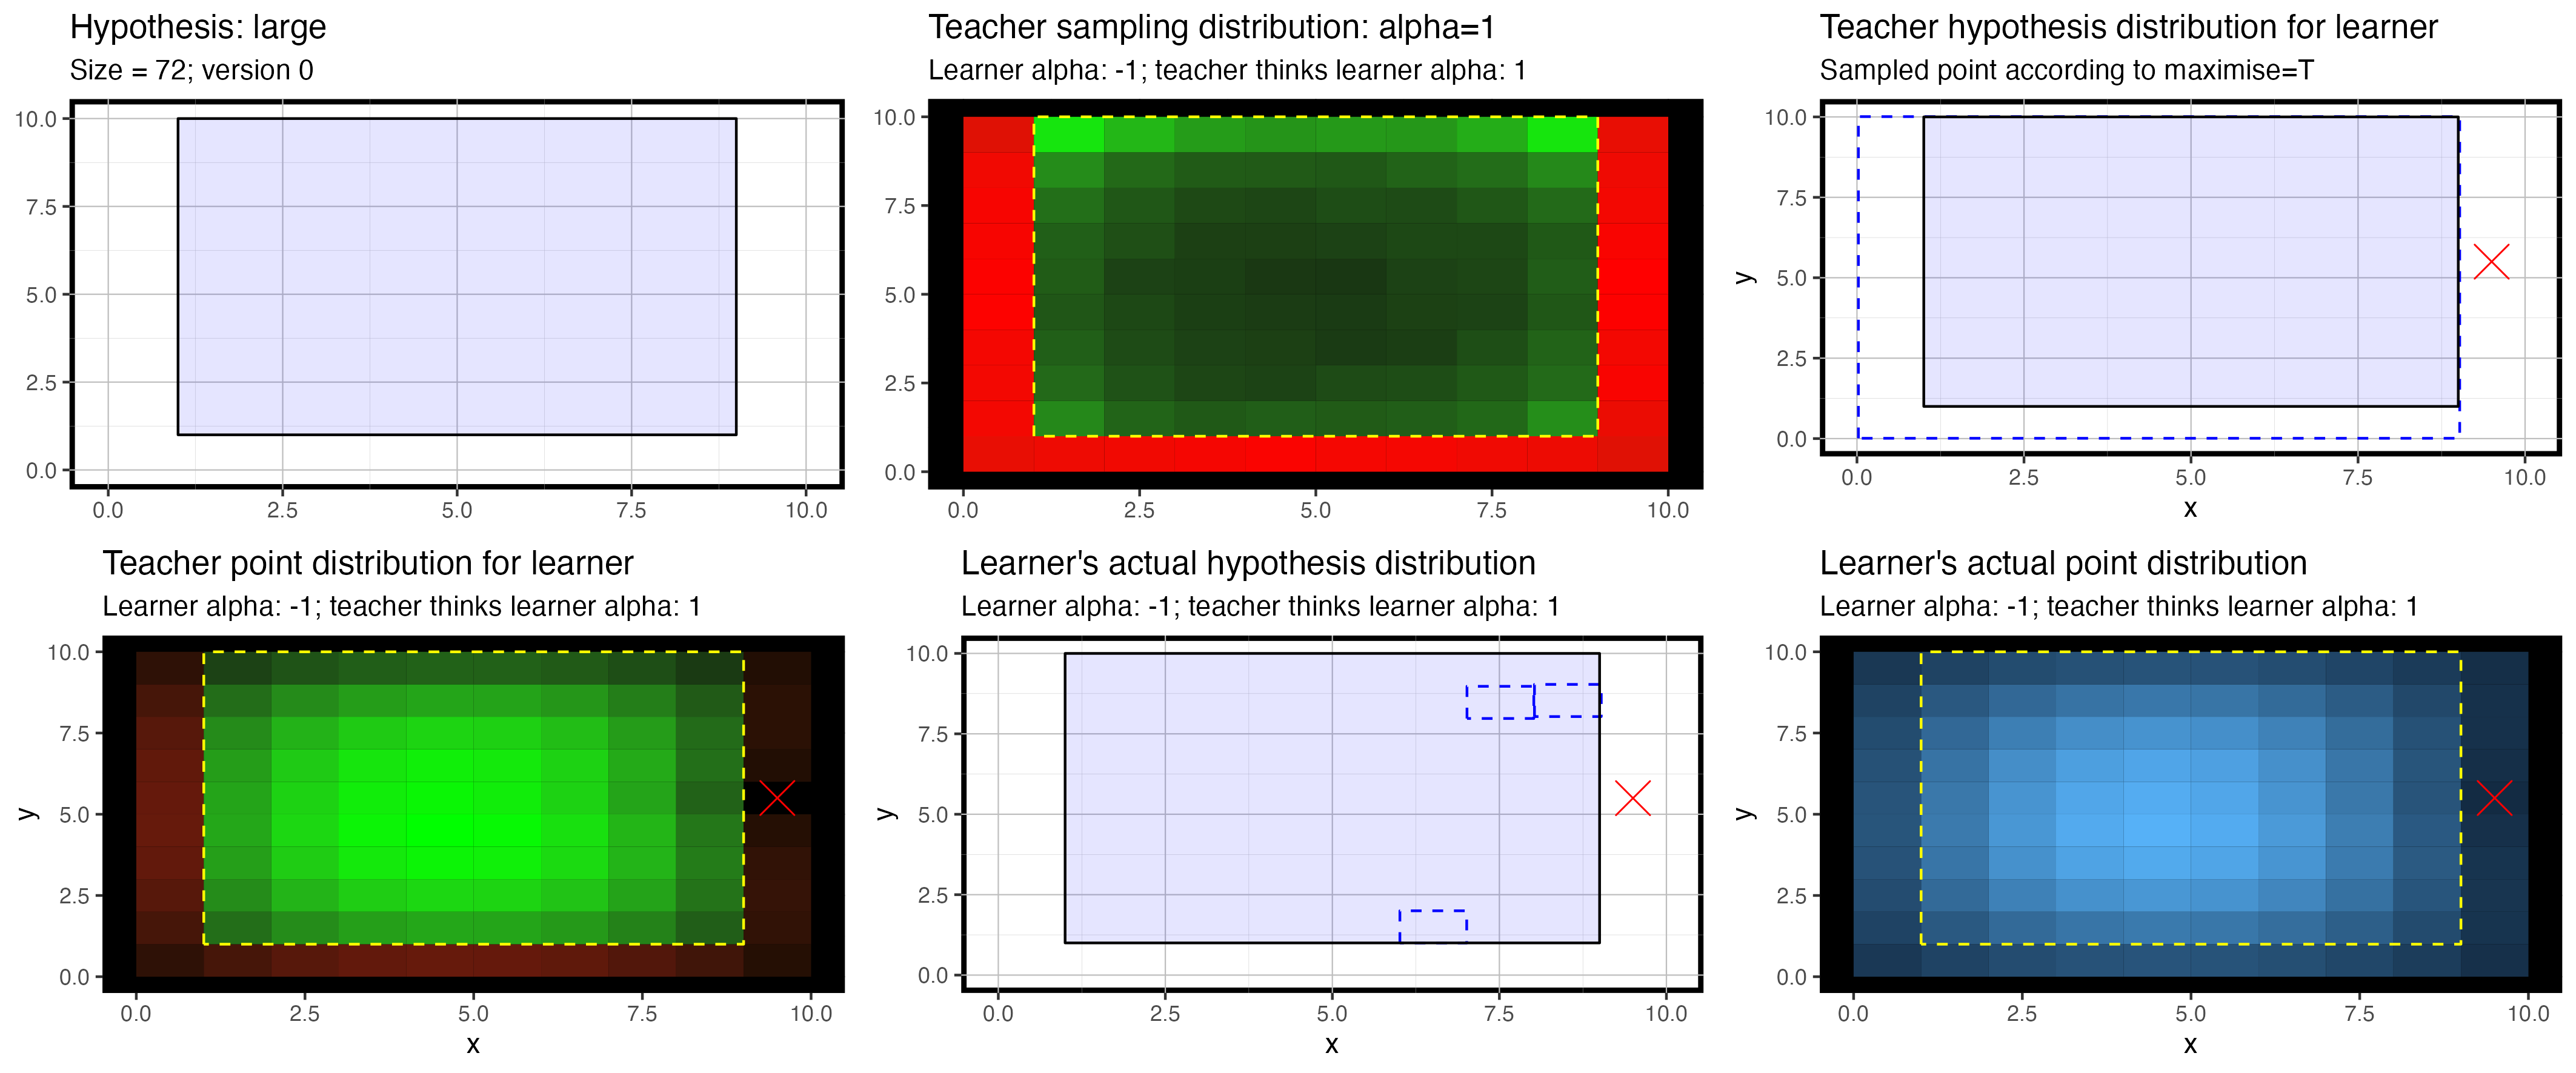 Hypothesis: large
Size = 72; version 0
10.0
7.5
5.0
2.5
0.0
0.0 2.5 5.0 7.5 10.0
Teacher sampling distribution: alpha=1
Learner alpha: -1; teacher thinks learner alpha: 1
10.0
7.5
5.0
2.5
0.0
0.0 2.5 5.0 7.5 10.0
Teacher hypothesis distribution for learner
Sampled point according to maximise=T
10.0
7.5
5.0
2.5
0.0
y
0.0 2.5 5.0 7.5 10.0
x
Teacher point distribution for learner
Learner alpha: -1; teacher thinks learner alpha: 1
10.0
7.5
5.0
2.5
0.0
y
0.0 2.5 5.0 7.5 10.0
x
Learner's actual hypothesis distribution
Learner alpha: -1; teacher thinks learner alpha: 1
10.0
7.5
5.0
2.5
0.0
y
0.0 2.5 5.0 7.5 10.0
x
Learner's actual point distribution
Learner alpha: -1; teacher thinks learner alpha: 1
10.0
7.5
5.0
2.5
0.0
y
0.0 2.5 5.0 7.5 10.0
x